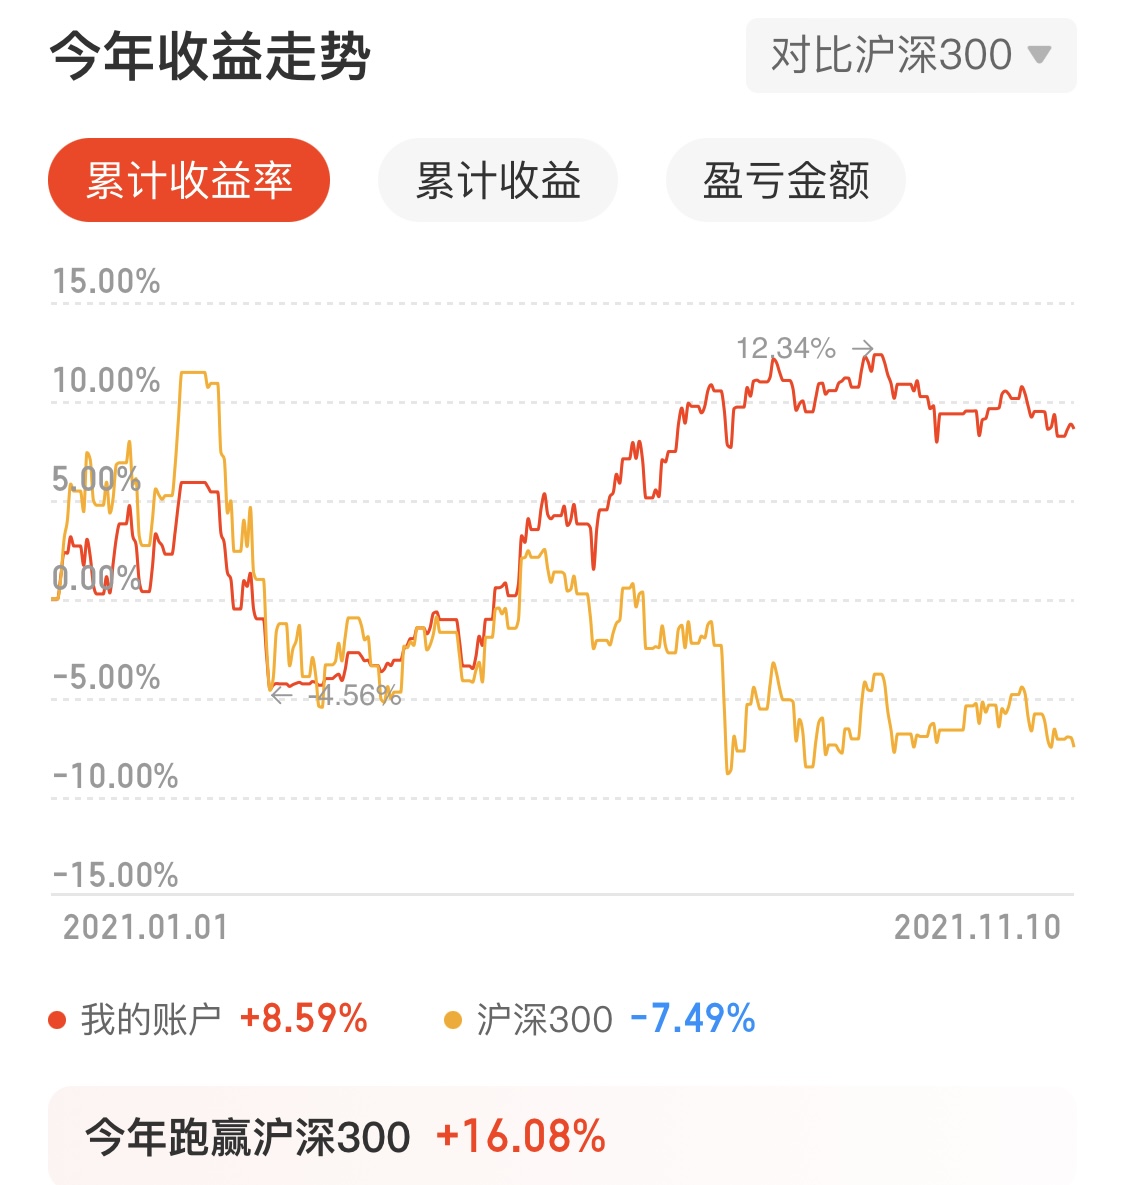 今年收益走势
对比沪深300
累计收益率
累计收益
盈亏金额
15.00%
12.34% →
10.00%
5.00%
0.00%
-5.00%
← -4.56%
-10.00%
-15.00%
2021.01.01
2021.11.10
我的账户 +8.59%
沪深300 -7.49%
今年跑赢沪深300 +16.08%